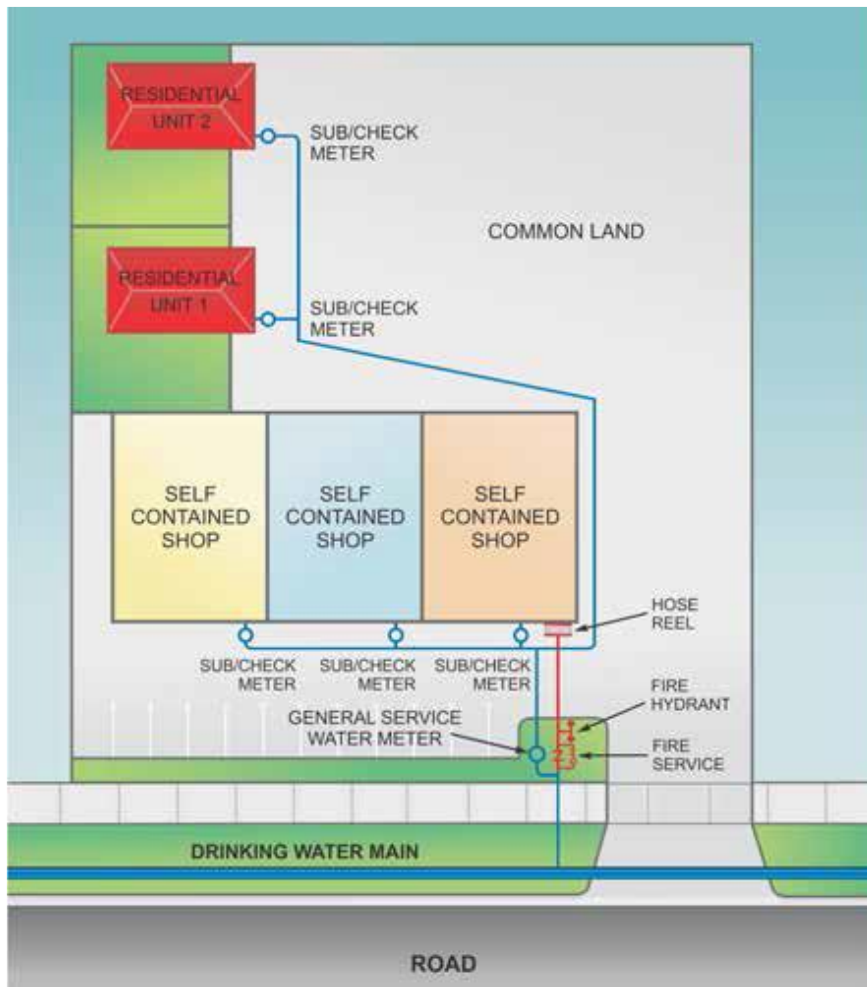 RESIDENTIAL
UNIT 2
SUB/CHECK
METER
COMMON LAND
RESIDENTIAL
UNIT 1
SUB/CHECK
METER
SELF
CONTAINED
SHOP
SELF
CONTAINED
SHOP
SELF
CONTAINED
SHOP
HOSE
REEL
SUB/CHECK
METER
SUB/CHECK
METER
SUB/CHECK
METER
FIRE
HYDRANT
GENERAL SERVICE
WATER METER
FIRE
SERVICE
DRINKING WATER MAIN
ROAD